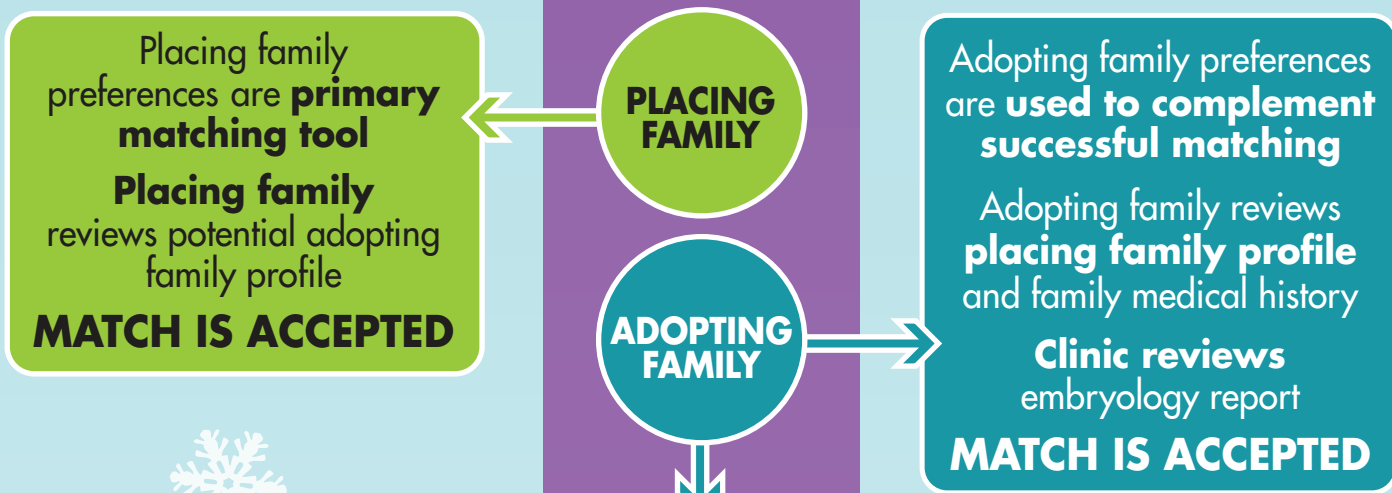 Placing family
preferences are primary
matching tool
Placing family
reviews potential adopting
family profile
MATCH IS ACCEPTED
PLACING
FAMILY
ADOPTING
FAMILY
Adopting family preferences
are used to complement
successful matching
Adopting family reviews
placing family profile
and family medical history
Clinic reviews
embryology report
MATCH IS ACCEPTED